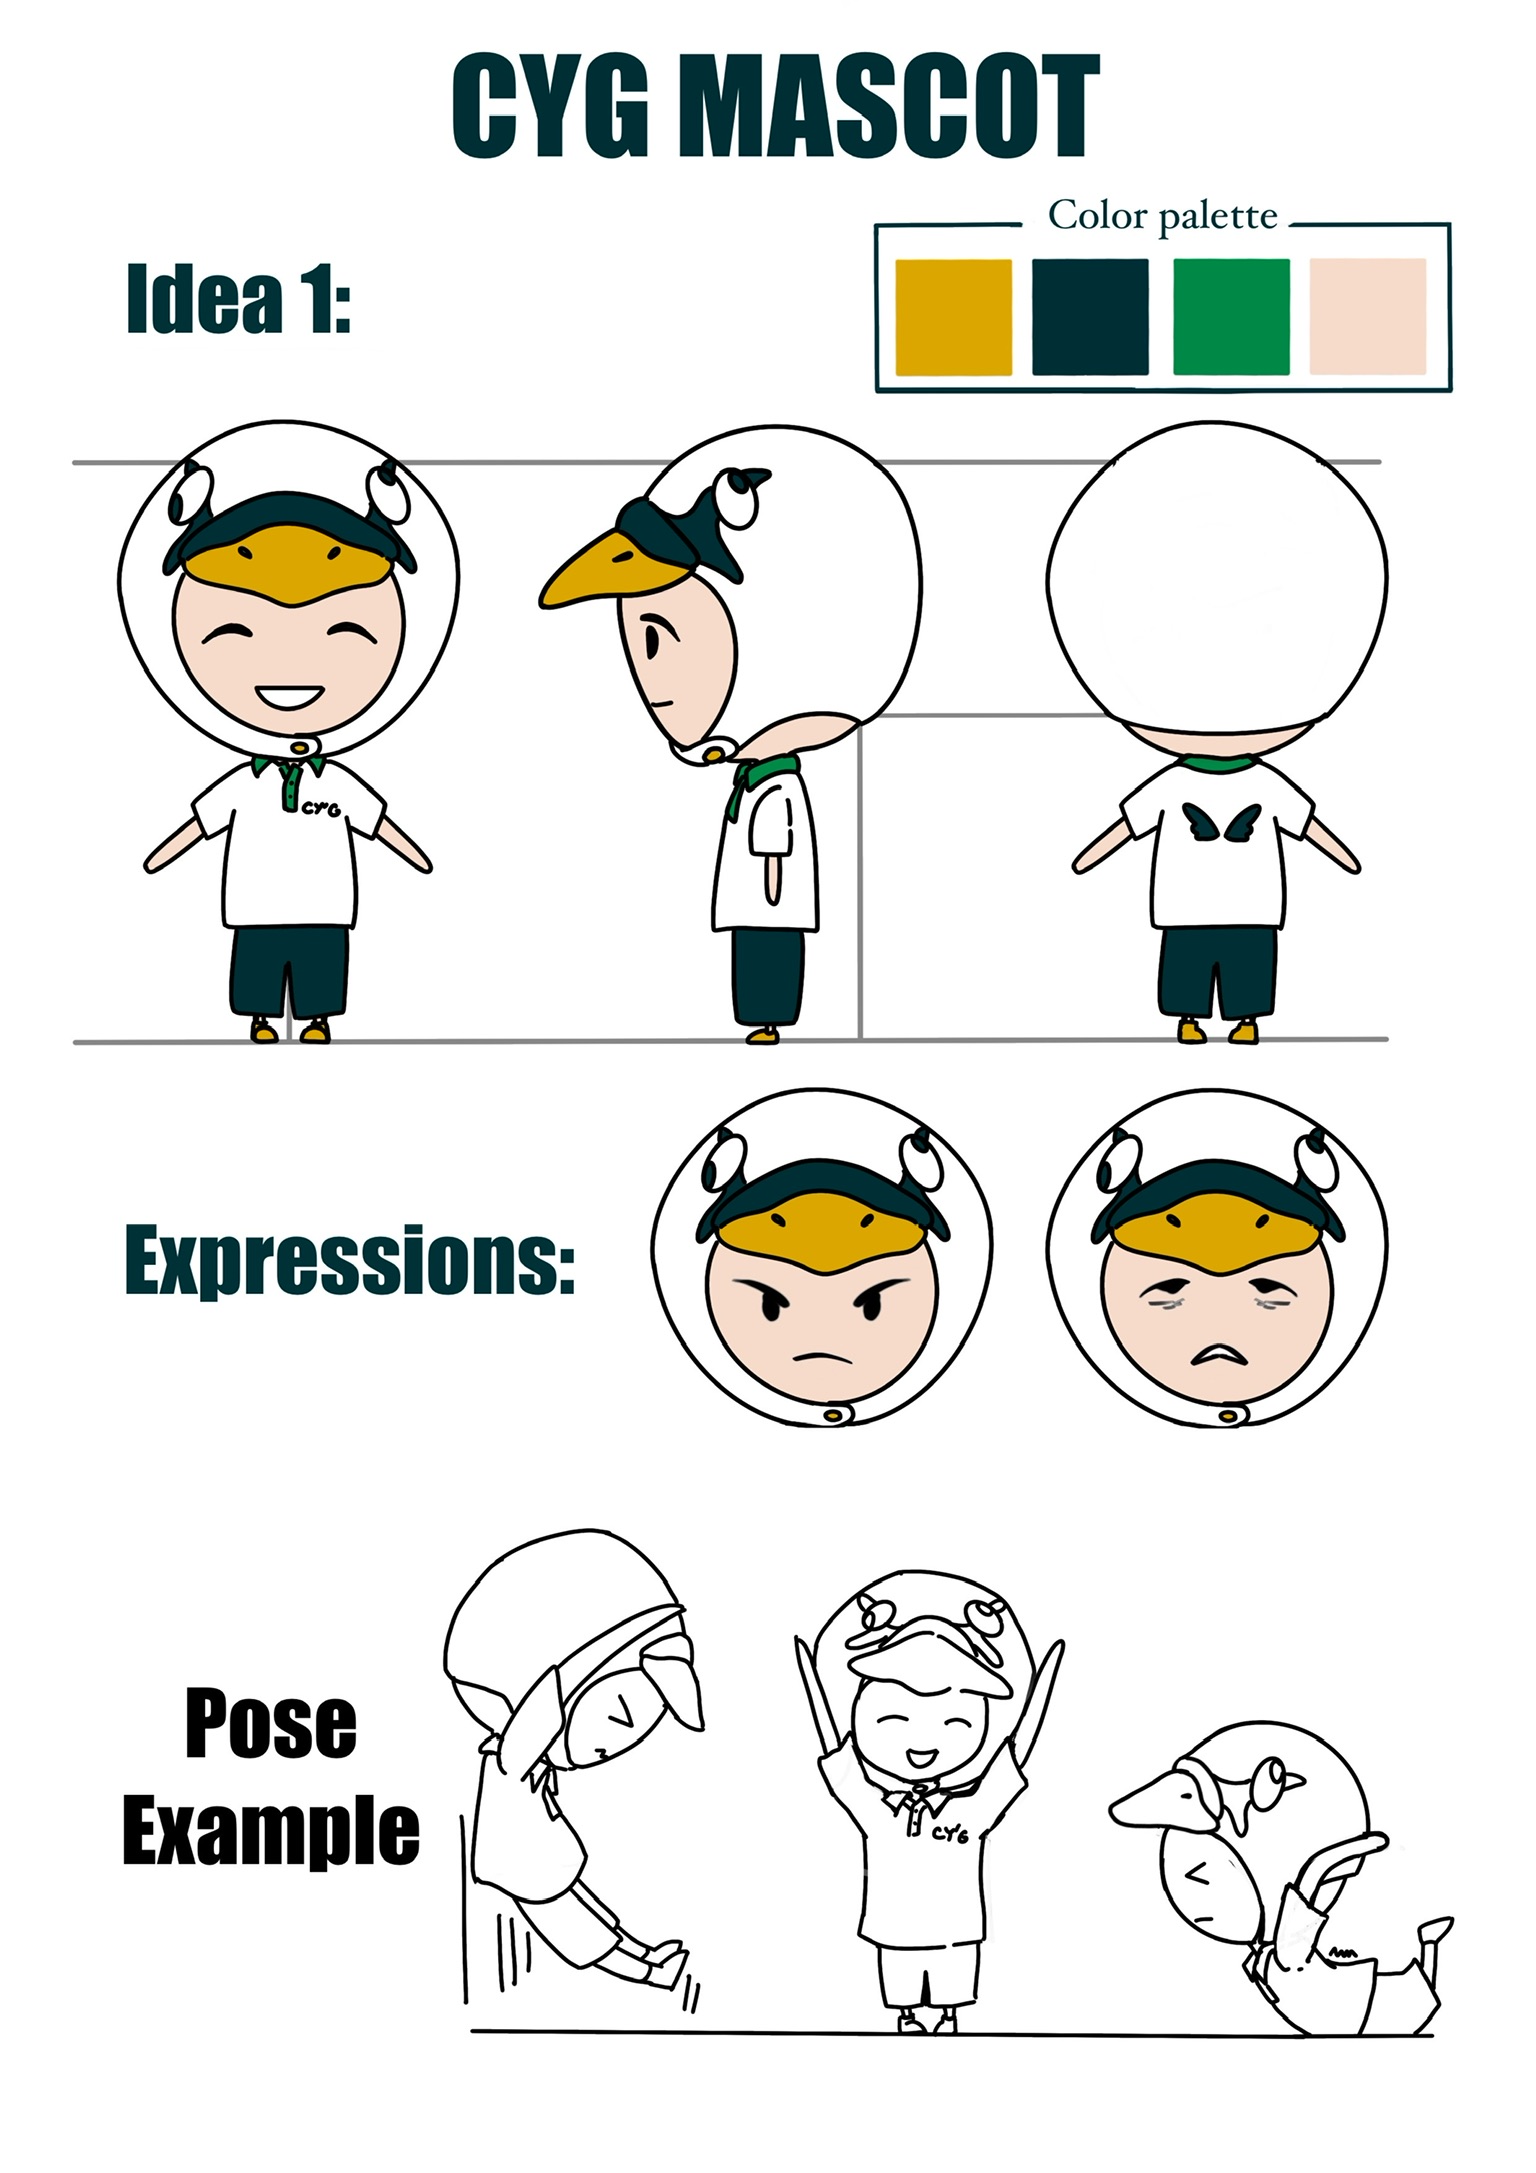 CYG MASCOT
Color palette
Idea 1:
CYG
Expressions:
Pose
Example
CYG